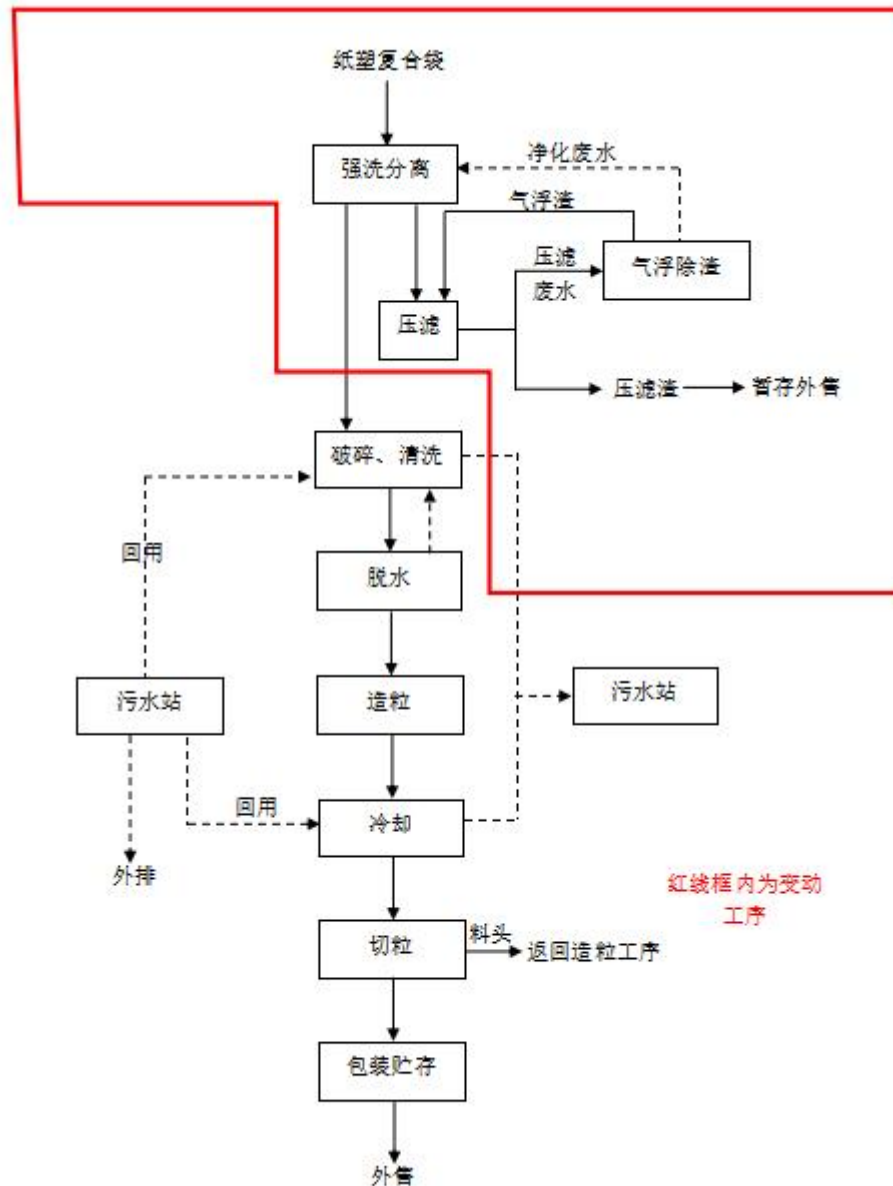 纸塑复合袋
强洗分离
净化废水
气浮渣
压滤
废水
气浮除渣
压滤
压滤渣
暂存外售
破碎、清洗
回用
脱水
污水站
造粒
污水站
回用
冷却
外排
红线框内为变动
工序
切粒
料头
返回造粒工序
包装贮存
外售